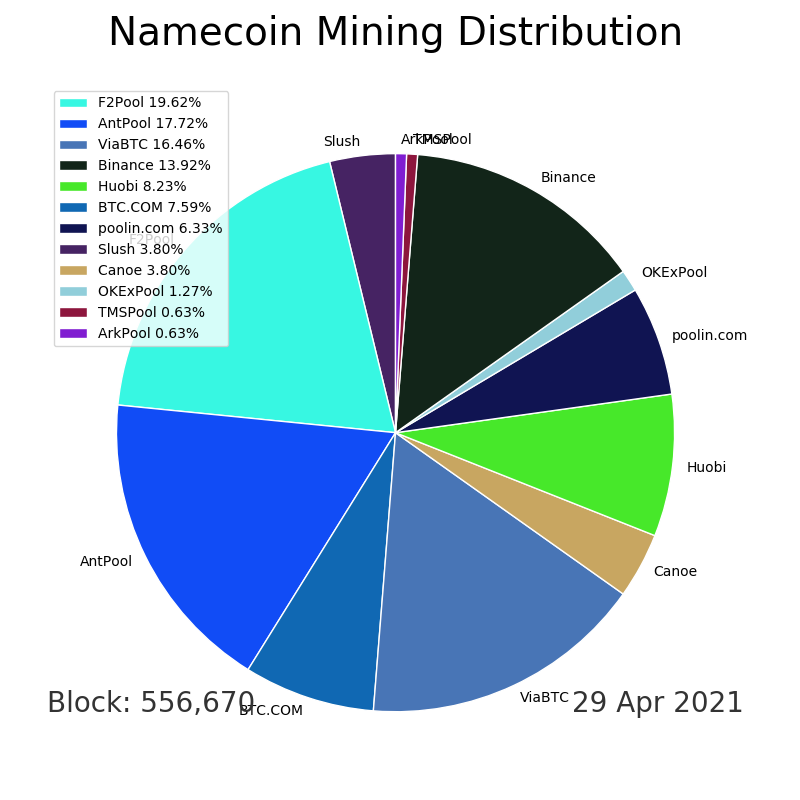 Namecoin Mining Distribution
F2Pool 19.62%
AntPool 17.72%
ViaBTC 16.46%
Binance 13.92%
Huobi 8.23%
BTC.COM 7.59%
poolin.com 6.33%
Slush 3.80%
Canoe 3.80%
OKExPool 1.27%
TMSPool 0.63%
ArkPool 0.63%
Slush
ArkPool
TMSPool
Binance
OKExPool
poolin.com
Huobi
Canoe
ViaBTC
BTC.COM
AntPool
F2Pool
Block: 556,670
29 Apr 2021